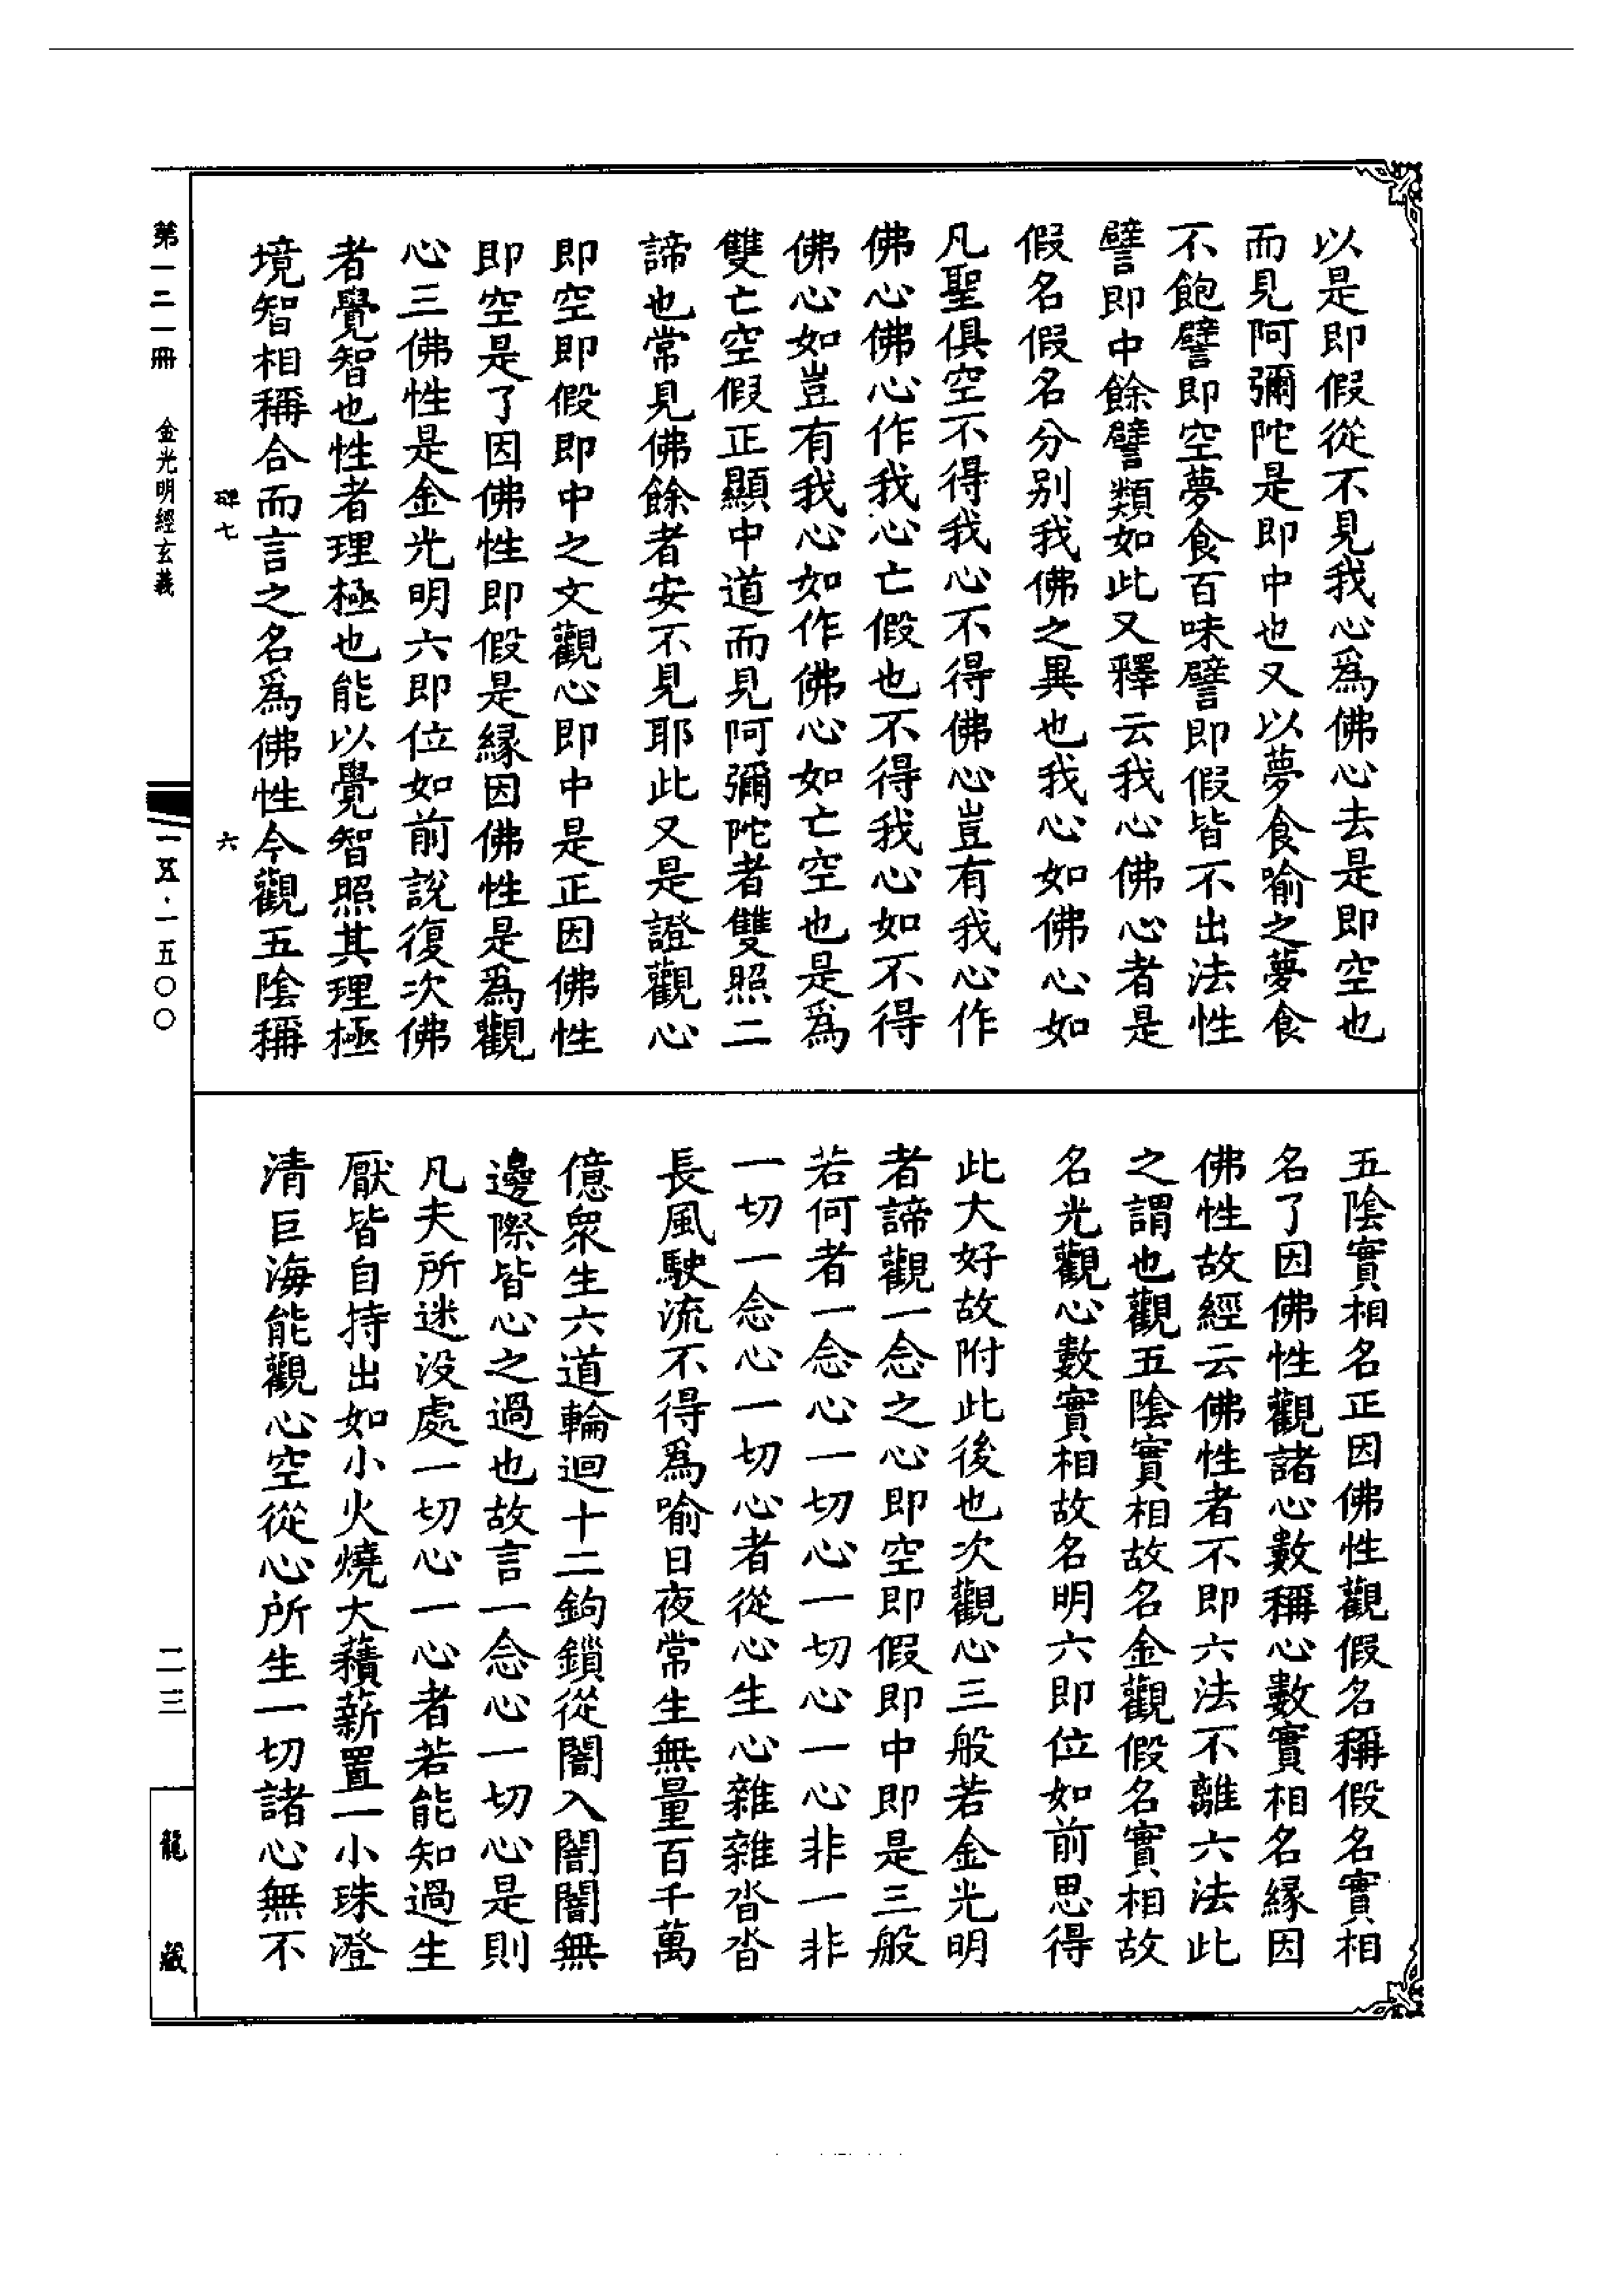 以是即假從不見我心爲佛心去是即空也
而見阿彌陀是即中也又以夢食喻之夢食
不飽譬即空夢食百味譬即假皆不出法性
譬即中餘譬類如此又釋云我心佛心者是
假名假名分别我佛之異也我心如佛心如
凡聖俱空不得我心不得佛心豈有我心作
佛心佛心作我心亡假也不得我心如不得
佛心如豈有我心如作佛心如亡空也是爲
雙亡空假正顯中道而見阿彌陀者雙照二
諦也常見佛餘者安不見耶此又是證觀心
即空即假即中之文觀心即中是正因佛性
即空是了因佛性即假是縁因佛性是爲觀
心三佛性是金光明六即位如前說復次佛
者覺智也性者理極也能以覺智照其理極
境智相稱合而言之名爲佛性今觀五陰稱
五陰實相名正因佛性觀假名稱假名實相
名了因佛性觀諸心數稱心數實相名縁因
佛性故經云佛性者不即六法不離六法此
之謂也觀五陰實相故名金觀假名實相故
名光觀心數實相故名明六即位如前思得
此大好故附此後也次觀心三般若金光明
者諦觀一念之心即空即假即中即是三般
若何者一念心一切心一切心一心非一非
一切一念心一切心者從心生心雜雜沓沓
長風駛流不得爲喻日夜常生無量百千萬
億眾生六道輪迴十二鉤鎖從闇入闇闇無
邊際皆心之過也故言一念心一切心是則
凡夫所迷没處一切心一心者若能知過生
厭皆自持出如小火燒大𧂐薪置一小珠澄
清巨海能觀心空從心所生一切諸心無不
碑七
六
第一二一冊
金光明經玄義
一五·一五〇〇
二三
龍藏